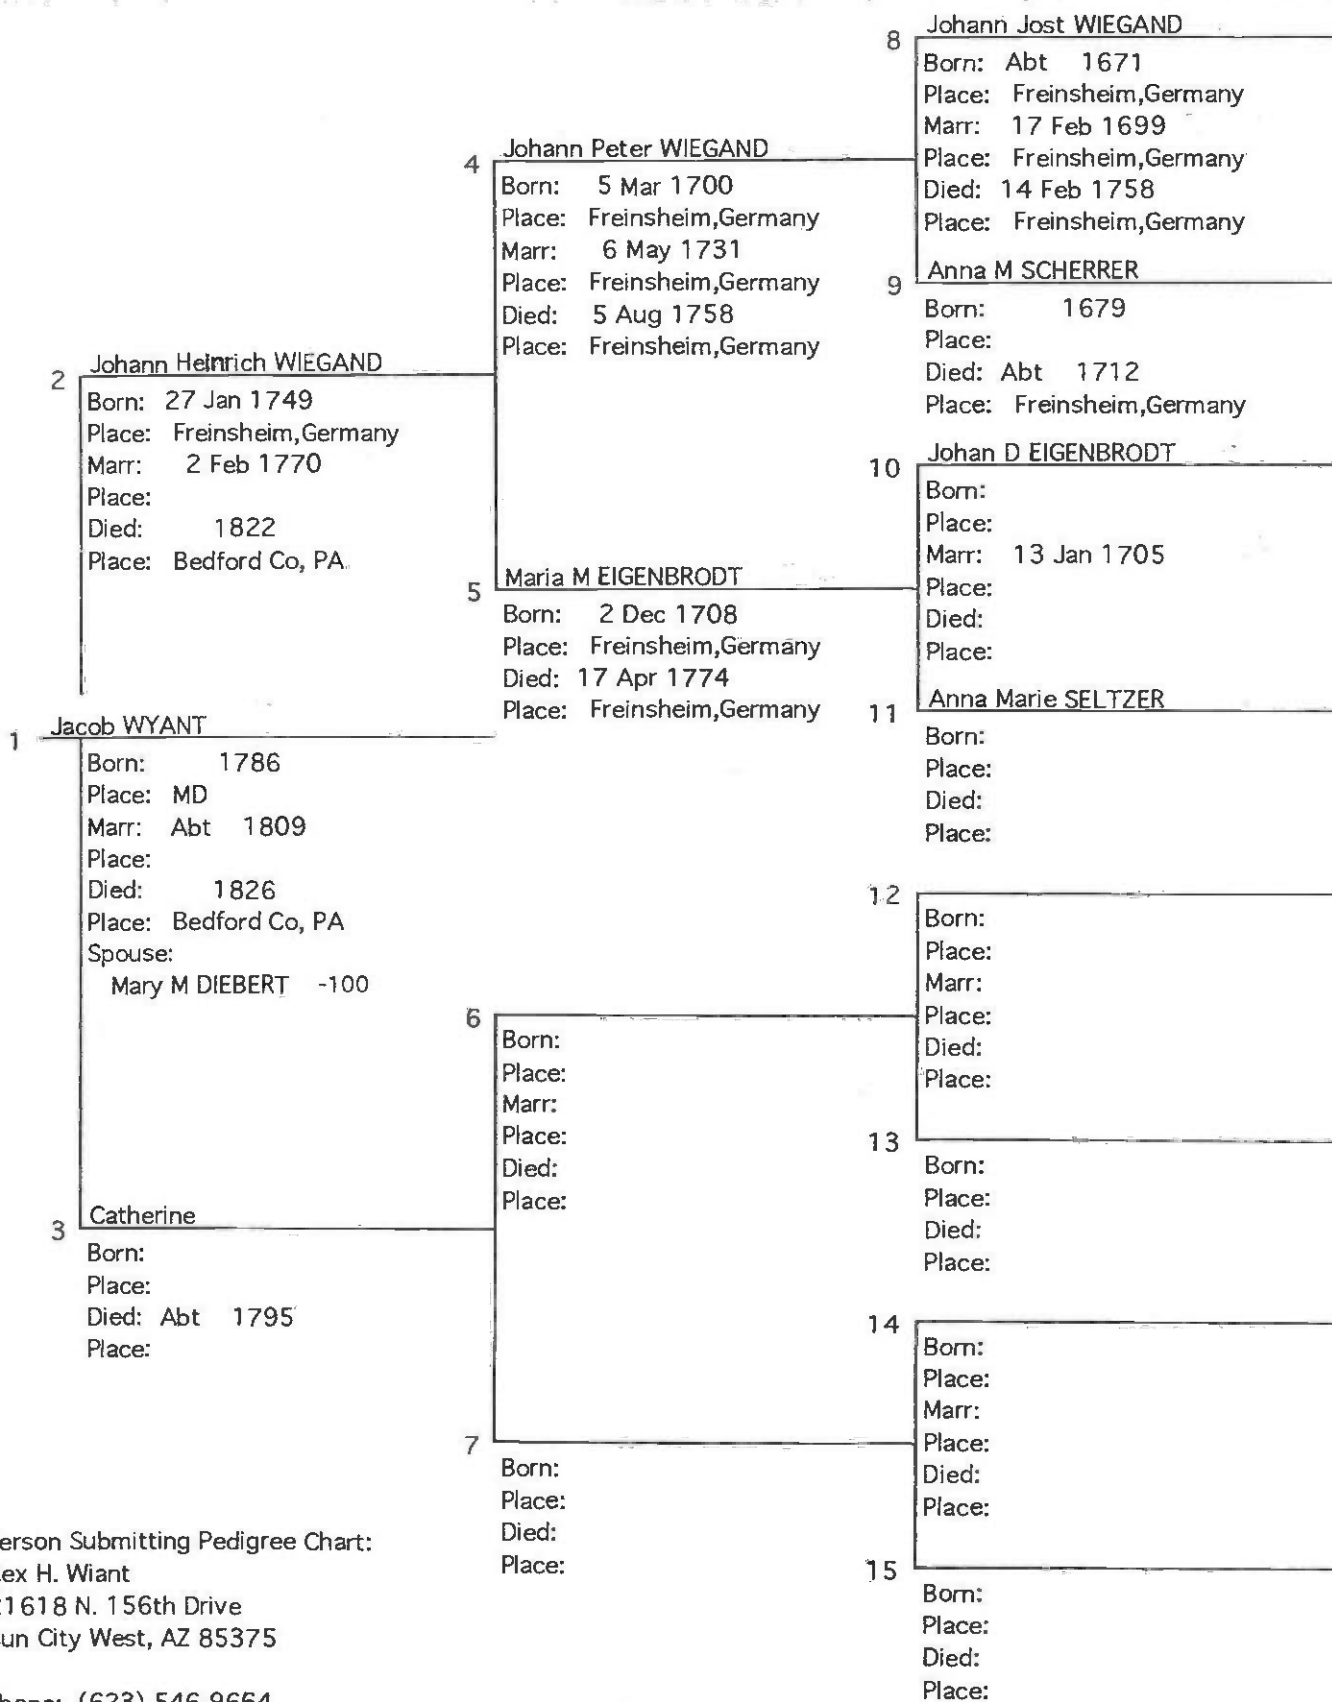 8 Johann Jost WIEGAND
Born: Abt 1671
Place: Freinsheim,Germany
Marr: 17 Feb 1699
Place: Freinsheim,Germany
Died: 14 Feb 1758
Place: Freinsheim,Germany
4 Johann Peter WIEGAND
Born: 5 Mar 1700
Place: Freinsheim,Germany
Marr: 6 May 1731
Place: Freinsheim,Germany
Died: 5 Aug 1758
Place: Freinsheim,Germany
9 Anna M SCHERRER
Born: 1679
Place:
Died: Abt 1712
Place: Freinsheim,Germany
2 Johann Heinrich WIEGAND
Born: 27 Jan 1749
Place: Freinsheim,Germany
Marr: 2 Feb 1770
Place:
Died: 1822
Place: Bedford Co, PA
10 Johan D EIGENBRODT
Born:
Place:
Marr: 13 Jan 1705
Place:
Died:
Place:
5 Maria M EIGENBRODT
Born: 2 Dec 1708
Place: Freinsheim,Germany
Died: 17 Apr 1774
Place: Freinsheim,Germany
11 Anna Marie SELTZER
Born:
Place:
Died:
Place:
1 Jacob WYANT
Born: 1786
Place: MD
Marr: Abt 1809
Place:
Died: 1826
Place: Bedford Co, PA
Spouse:
Mary M DIEBERT -100
12
Born:
Place:
Marr:
Place:
Died:
Place:
6
Born:
Place:
Marr:
Place:
Died:
Place:
13
Born:
Place:
Died:
Place:
3 Catherine
Born:
Place:
Died: Abt 1795
Place:
14
Born:
Place:
Marr:
Place:
Died:
Place:
7
Born:
Place:
Died:
Place:
15
Born:
Place:
Died:
Place:
erson Submitting Pedigree Chart:
ex H. Wiant
21618 N. 156th Drive
un City West, AZ 85375
hone: (623) 546-9654